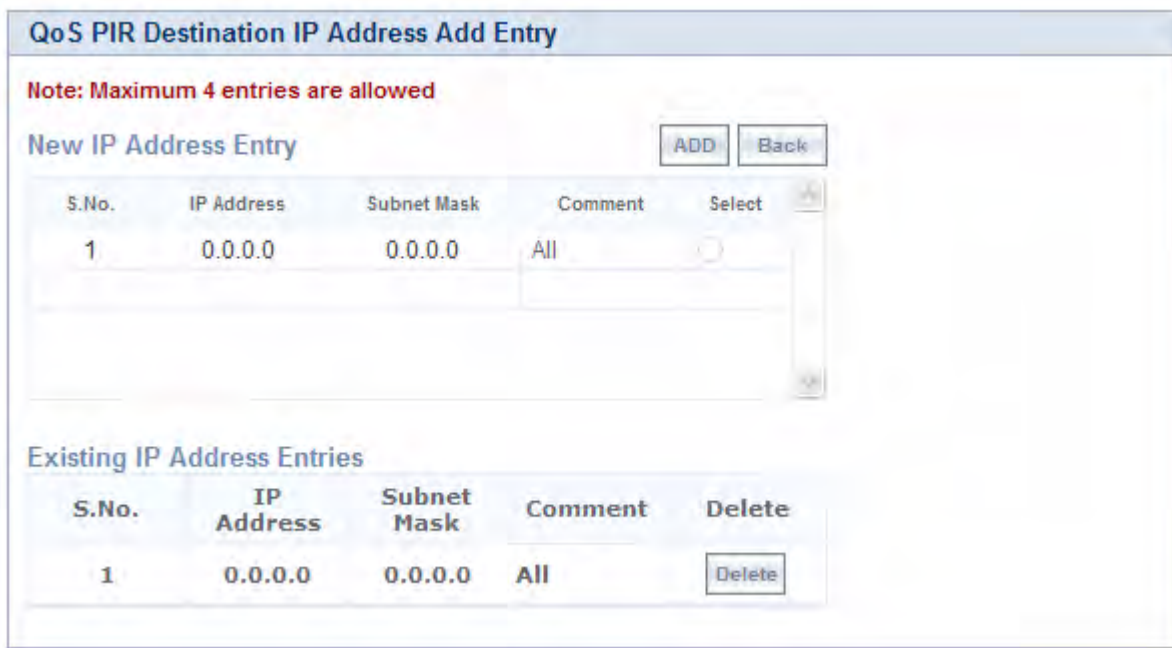 QoS PIR Destination IP Address Add Entry
Note: Maximum 4 entries are allowed
New IP Address Entry
ADD Back
S.No. IP Address Subnet Mask Comment Select
1 0.0.0.0 0.0.0.0 All
Existing IP Address Entries
S.No. IP Address Subnet Mask Comment Delete
1 0.0.0.0 0.0.0.0 All Delete